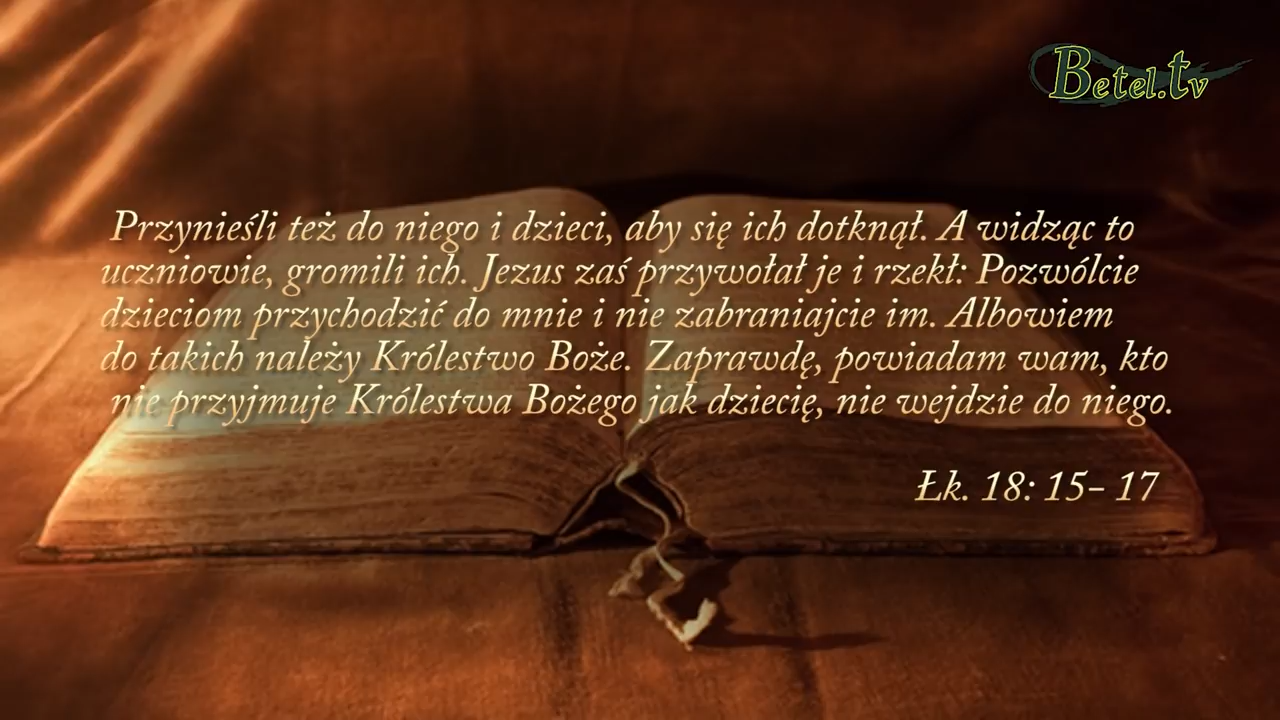 Betel.tv
Przynieśli też do niego i dzieci, aby się ich dotknął. A widząc to
uczniowie, gromili ich. Jezus zaś przywołał je i rzekł: Pozwólcie
dzieciom przychodzić do mnie i nie zabraniajcie im. Albowiem
do takich należy Królestwo Boże. Zaprawdę, powiadam wam, kto
nie przyjmuje Królestwa Bożego jak dziecię, nie wejdzie do niego.
Łk. 18: 15- 17